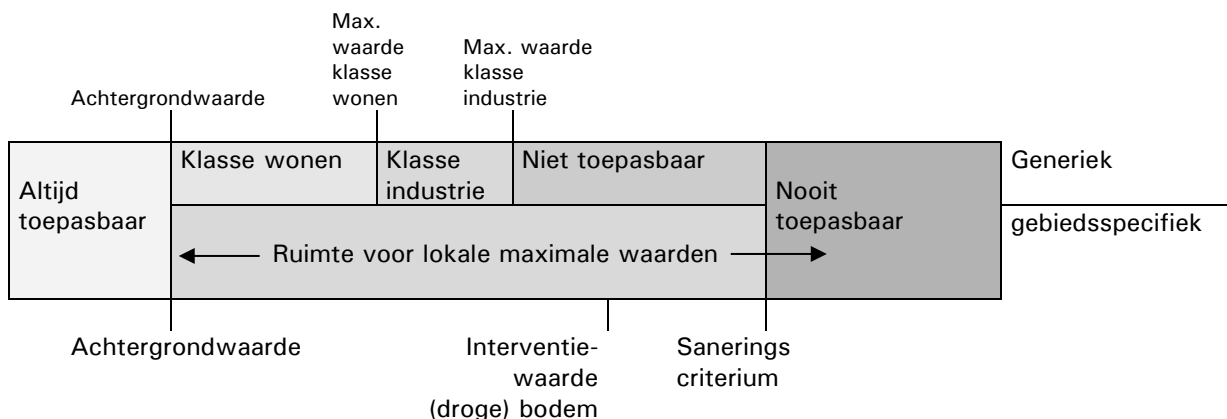 Max.
waarde
klasse
wonen
Max. waarde
klasse
industrie
Achtergrondwaarde
Klasse wonen
Klasse
industrie
Niet toepasbaar
Generiek
Altijd
toepasbaar
Nooit
toepasbaar
gebiedsspecifiek
Ruimte voor lokale maximale waarden
Achtergrondwaarde
Interventie-
waarde
(droge) bodem
Sanerings
criterium